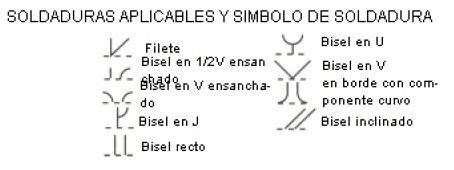 SOLDADURAS APLICABLES Y SIMBOLO DE SOLDADURA
Filete
Bisel en 1/2V ensan
chado
Bisel en V ensancha-
do
Bisel en J
Bisel recto
Bisel en U
Bisel en V
en borde con com-
ponente curvo
Bisel inclinado